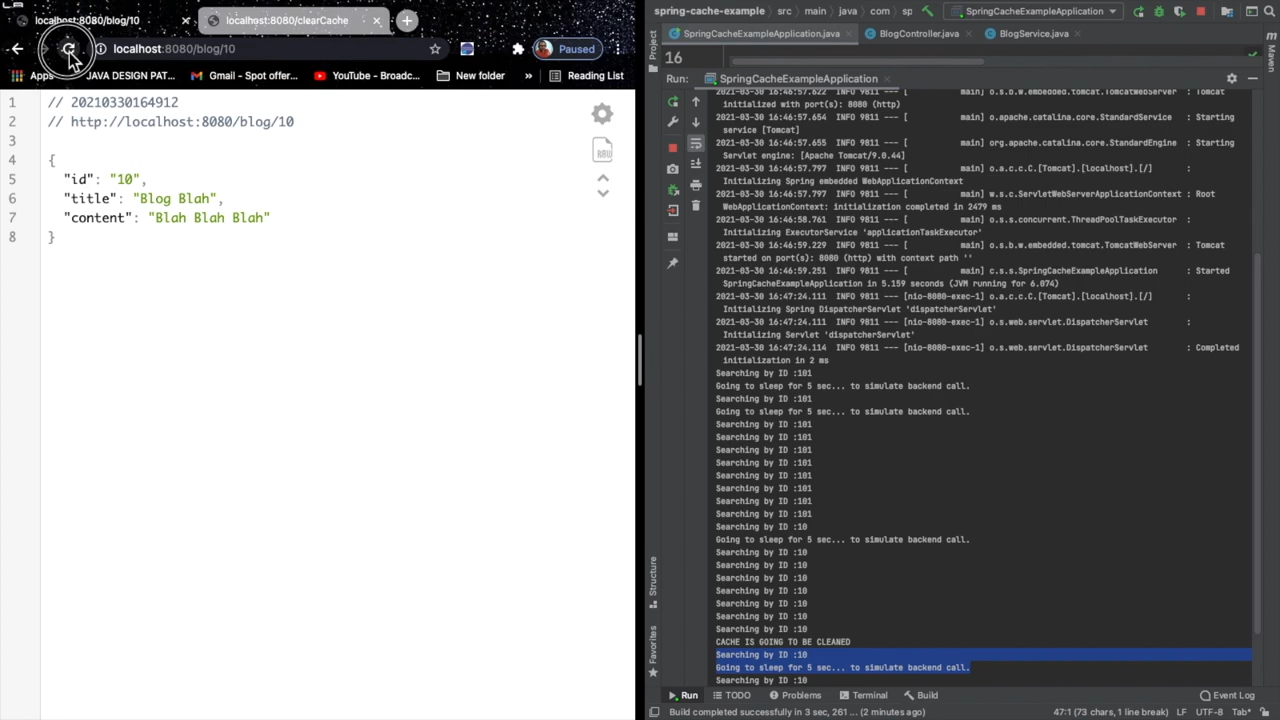 localhost:8080/blog/10
localhost:8080/clearCache
localhost:8080/blog/10
Paused
Apps
JAVA DESIGN PAT...
Gmail - Spot offer...
YouTube - Broadc...
New folder
»
Reading List
1 // 20210330164912
2 // http://localhost:8080/blog/10
3
4 {
5 "id": "10",
6 "title": "Blog Blah",
7 "content": "Blah Blah Blah"
8 }
RAW
spring-cache-example
src
main
java
com
sp
SpringCacheExampleApplication
SpringCacheExampleApplication.java
BlogController.java
BlogService.java
Project
Maven
16
Run:
SpringCacheExampleApplication
2021-03-30 16:46:57.622 INFO 9811 --- [ main] o.s.b.w.embedded.tomcat.TomcatWebServer : Tomcat
initialized with port(s): 8080 (http)
2021-03-30 16:46:57.654 INFO 9811 --- [ main] o.apache.catalina.core.StandardService : Starting
service [Tomcat]
2021-03-30 16:46:57.655 INFO 9811 --- [ main] org.apache.catalina.core.StandardEngine : Starting
Servlet engine: [Apache Tomcat/9.0.44]
2021-03-30 16:46:57.797 INFO 9811 --- [ main] o.a.c.c.C.[Tomcat].[localhost].[/] :
Initializing Spring embedded WebApplicationContext
2021-03-30 16:46:57.797 INFO 9811 --- [ main] w.s.c.ServletWebServerApplicationContext : Root
WebApplicationContext: initialization completed in 2479 ms
2021-03-30 16:46:58.761 INFO 9811 --- [ main] o.s.s.concurrent.ThreadPoolTaskExecutor :
Initializing ExecutorService 'applicationTaskExecutor'
2021-03-30 16:46:59.229 INFO 9811 --- [ main] o.s.b.w.embedded.tomcat.TomcatWebServer : Tomcat
started on port(s): 8080 (http) with context path ''
2021-03-30 16:46:59.251 INFO 9811 --- [ main] c.s.s.SpringCacheExampleApplication : Started
SpringCacheExampleApplication in 5.159 seconds (JVM running for 6.074)
2021-03-30 16:47:24.111 INFO 9811 --- [nio-8080-exec-1] o.a.c.c.C.[Tomcat].[localhost].[/] :
Initializing Spring DispatcherServlet 'dispatcherServlet'
2021-03-30 16:47:24.111 INFO 9811 --- [nio-8080-exec-1] o.s.web.servlet.DispatcherServlet :
Initializing Servlet 'dispatcherServlet'
2021-03-30 16:47:24.114 INFO 9811 --- [nio-8080-exec-1] o.s.web.servlet.DispatcherServlet : Completed
initialization in 2 ms
Searching by ID :101
Going to sleep for 5 sec... to simulate backend call.
Searching by ID :101
Going to sleep for 5 sec... to simulate backend call.
Searching by ID :101
Searching by ID :101
Searching by ID :101
Searching by ID :101
Searching by ID :101
Searching by ID :101
Searching by ID :101
Searching by ID :101
Searching by ID :10
Going to sleep for 5 sec... to simulate backend call.
Searching by ID :10
Searching by ID :10
Searching by ID :10
Searching by ID :10
Searching by ID :10
Searching by ID :10
Searching by ID :10
CACHE IS GOING TO BE CLEANED
Searching by ID :10
Going to sleep for 5 sec... to simulate backend call.
Searching by ID :10
Structure
Favorites
Run
TODO
Problems
Terminal
Build
Event Log
Build completed successfully in 3 sec, 261 ... (2 minutes ago)
47:1 (73 chars, 1 line break)
LF
UTF-8
Tab*